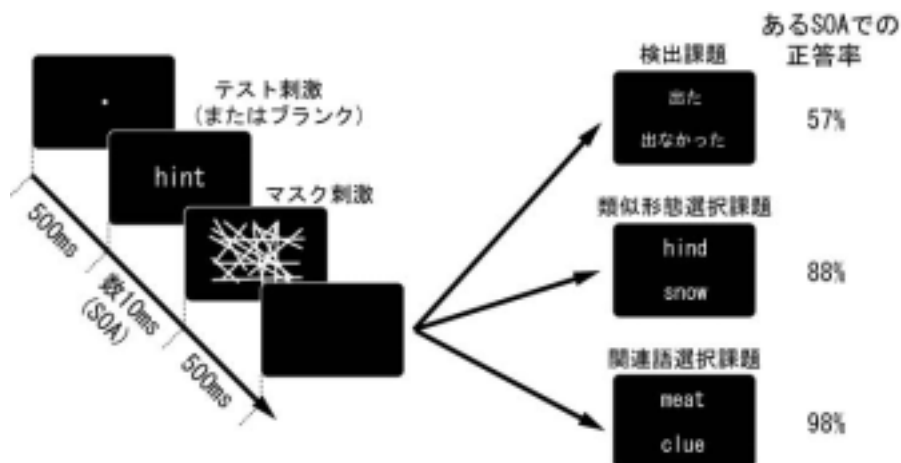 テスト刺激
(またはブランク)
hint
マスク刺激
500ms
数10ms
(SOA)
500ms
あるSOAでの
正答率
検出課題
出た
出なかった
57%
類似形態選択課題
hind
snow
88%
関連語選択課題
meat
clue
98%